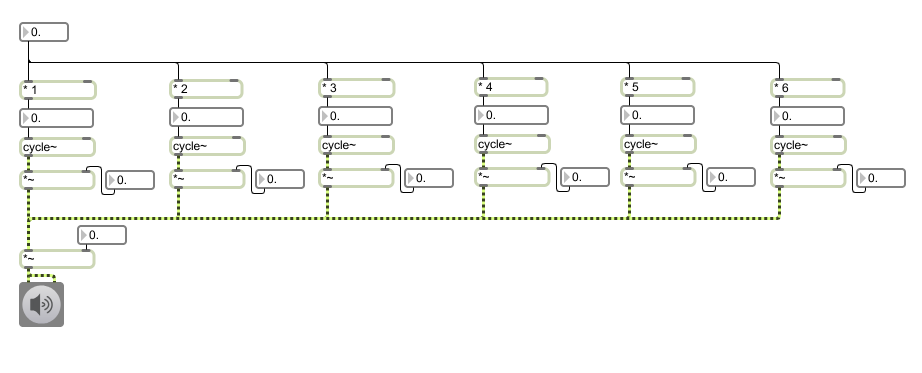 0.
* 1 * 2 * 3 * 4 * 5 * 6
0. 0. 0. 0. 0. 0.
cycle~ cycle~ cycle~ cycle~ cycle~ cycle~
*~ 0. *~ 0. *~ 0. *~ 0. *~ 0. *~ 0.
0.
*~